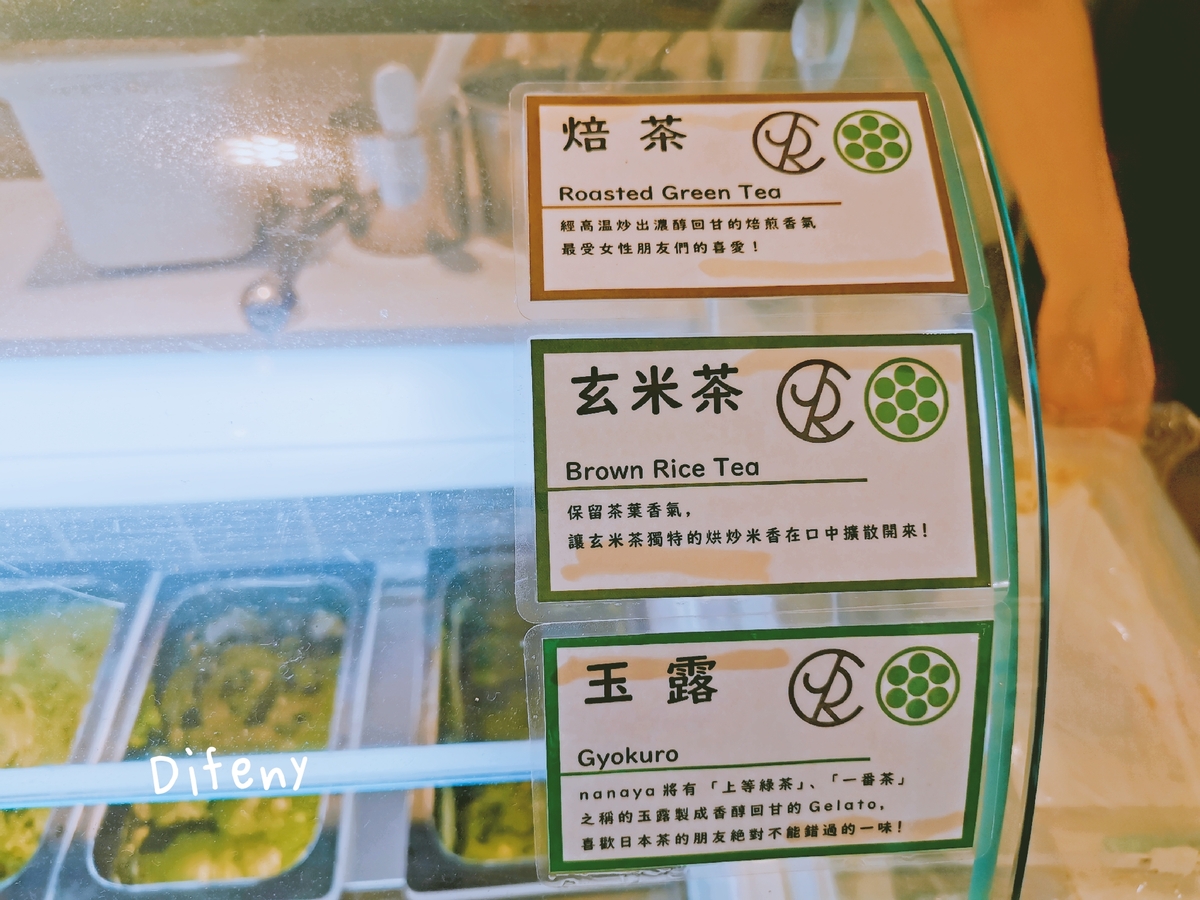 焙茶
Roasted Green Tea
經高温炒出濃醇回甘的焙煎香氣
最受女性朋友們的喜愛！
玄米茶
Brown Rice Tea
保留茶葉香氣，
讓玄米茶獨特的烘炒米香在口中擴散開來！
玉露
Gyokuro
nanaya 將有「上等綠茶」、「一番茶」
之稱的玉露製成香醇回甘的 Gelato，
喜歡日本茶的朋友絕對不能錯過的一味！
Difeny